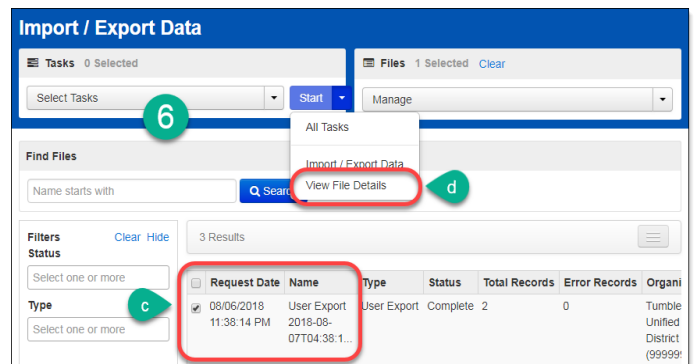 Import / Export Data
Tasks 0 Selected
Files 1 Selected Clear
Select Tasks
Start
Manage
6
All Tasks
Import / Export Data
View File Details
d
Find Files
Name starts with
Search
Filters Clear Hide
3 Results
Status
Select one or more
Type
Select one or more
c
Request Date Name Type Status Total Records Error Records Organi
08/06/2018 User Export User Export Complete 2 0 Tumble
11:38:14 PM 2018-08- Unified
07T04:38:1... District
(99999